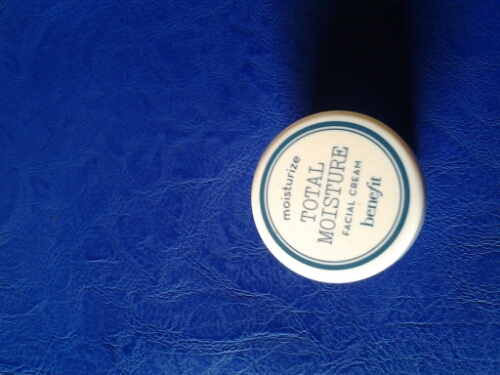 moisturize
TOTAL
MOISTURE
FACIAL CREAM
benefit